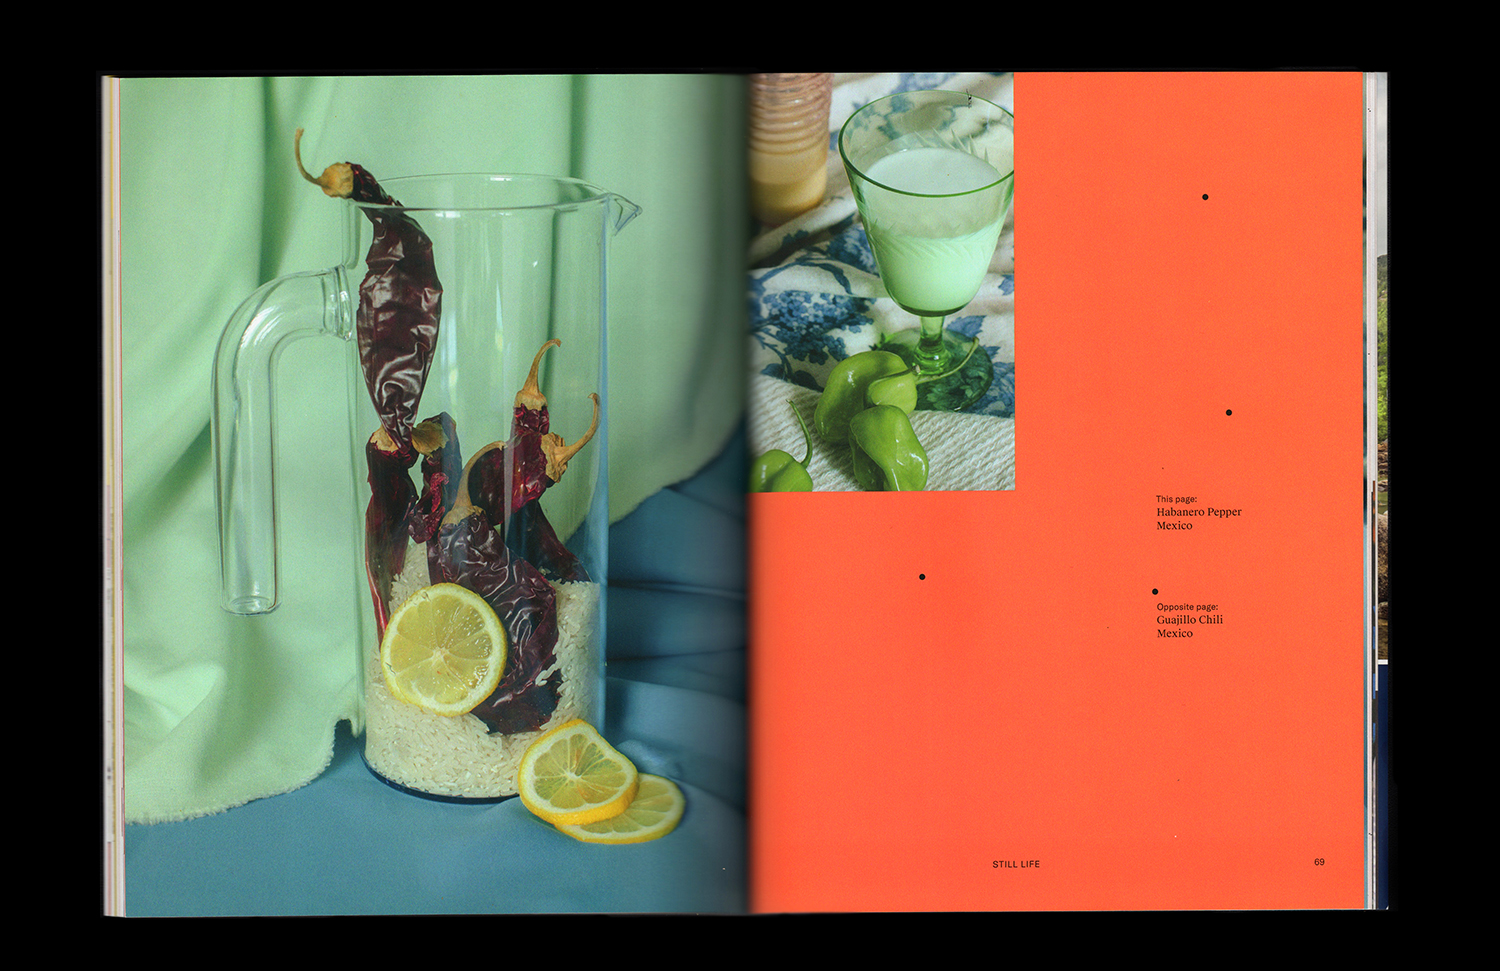 This page:
Habanero Pepper
Mexico
Opposite page:
Guajillo Chili
Mexico
STILL LIFE
69